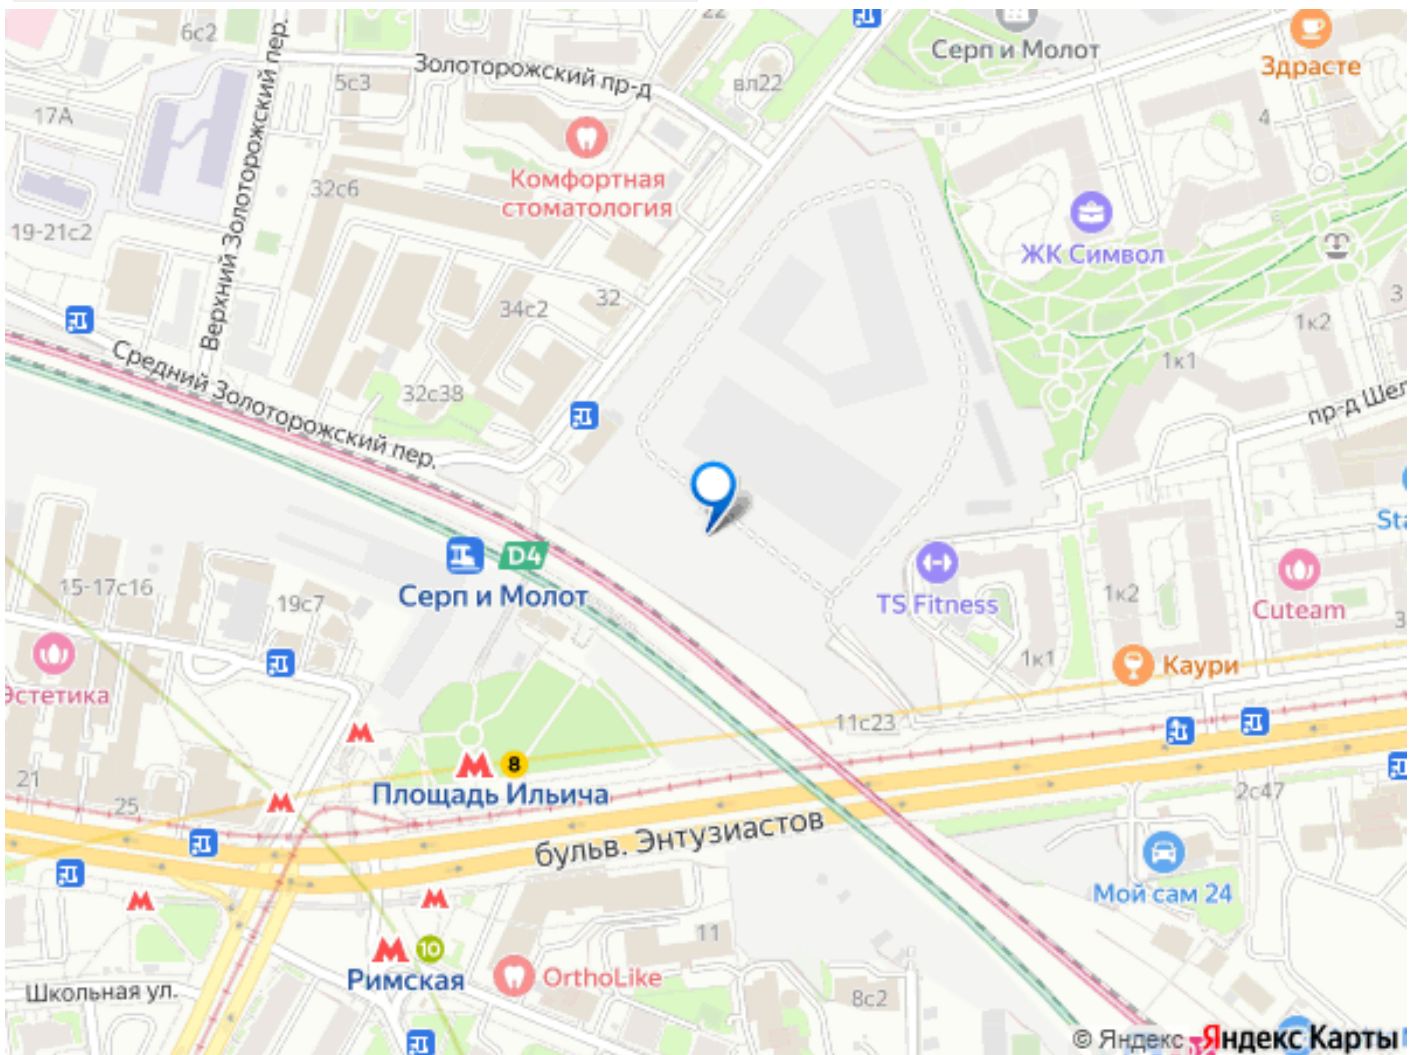 22
6с2
Серп и Молот
Здрасте
Золоторожский пр-д
5с3
вл22
17А
4
Верхний Золоторожский пер.
Комфортная
стоматология
32с6
19-21с2
ЖК Символ
32
34с2
3
1к2
1к1
Средний Золоторожский пер.
32с38
пр-д Шел
Sta
D4
Серп и Молот
15-17с16
19с7
TS Fitness
1к2
Cuteam
3
1к1
Каури
Эстетика
11с23
8
Площадь Ильича
21
25
2с47
бульв. Энтузиастов
Мой сам 24
11
10
Римская
OrthoLike
Школьная ул.
8с2
© Яндекс Яндекс Карты